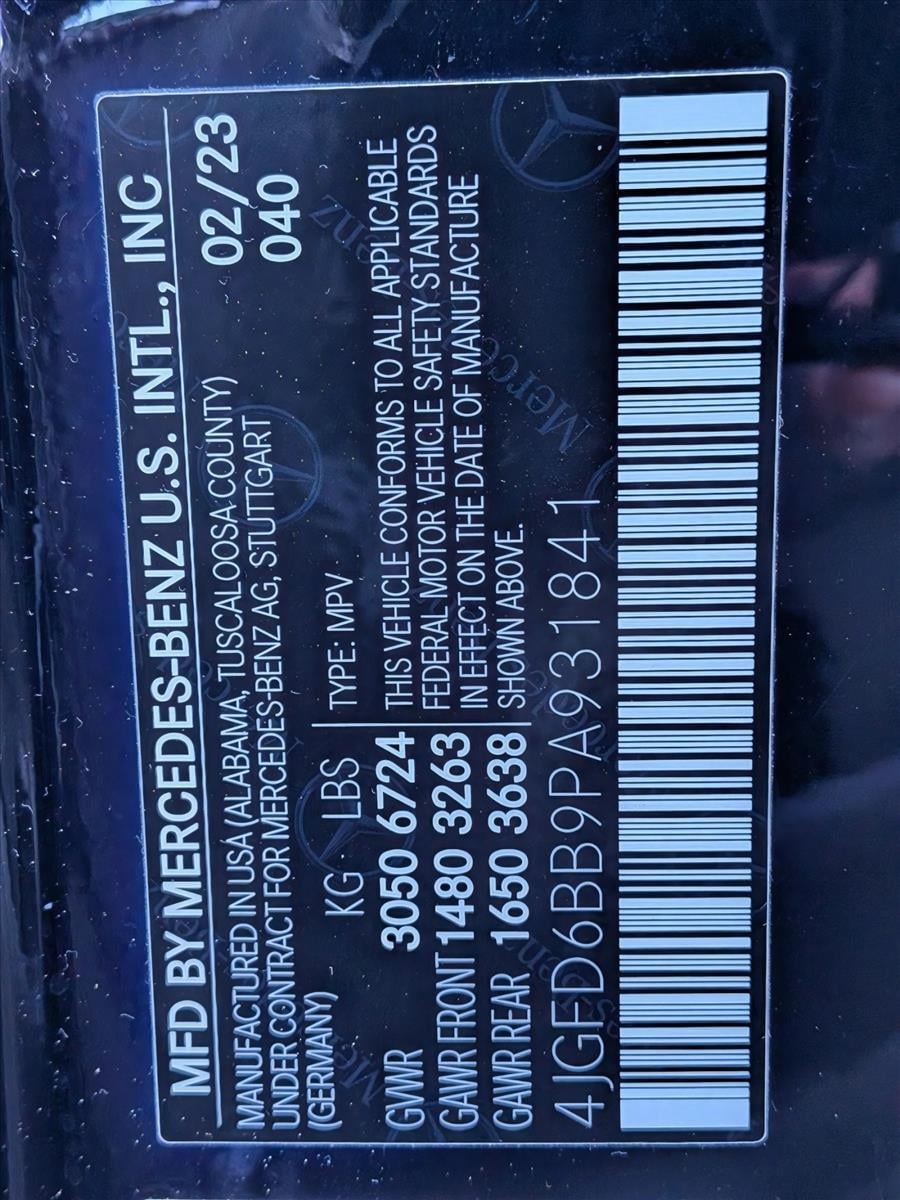 MFD BY MERCEDES-BENZ U.S. INTL., INC
MANUFACTURED IN USA (ALABAMA, TUSCALOOSA COUNTY) 02/23
UNDER CONTRACT FOR MERCEDES-BENZ AG, STUTTGART 040
(GERMANY)
KG LBS TYPE: MPV
GVWR 3050 6724 THIS VEHICLE CONFORMS TO ALL APPLICABLE
GAWR FRONT 1480 3263 FEDERAL MOTOR VEHICLE SAFETY STANDARDS
GAWR REAR 1650 3638 IN EFFECT ON THE DATE OF MANUFACTURE
SHOWN ABOVE.
4JGFD6BB9PA931841